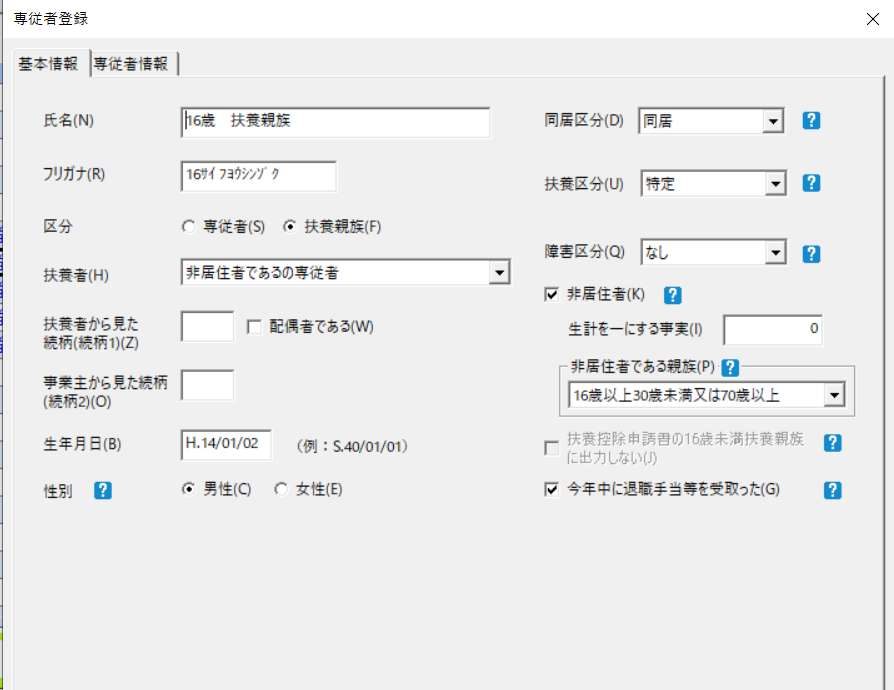 専従者登録
基本情報
専従者情報
氏名(N)
16歳　扶養親族
フリガナ(R)
16ｻｲ ﾌﾖｳｼﾝｿﾞｸ
区分
専従者(S)
扶養親族(F)
扶養者(H)
非居住者であるの専従者
扶養者から見た
続柄(続柄1)(Z)
配偶者である(W)
事業主から見た続柄
(続柄2)(O)
生年月日(B)
H.14/01/02
（例：S.40/01/01）
性別
?
男性(C)
女性(E)
同居区分(D)
同居
?
扶養区分(U)
特定
?
障害区分(Q)
なし
?
非居住者(K)
?
生計を一にする事実(I)
0
非居住者である親族(P)
?
16歳以上30歳未満又は70歳以上
扶養控除申請書の16歳未満扶養親族
に出力しない(J)
?
今年中に退職手当等を受取った(G)
?